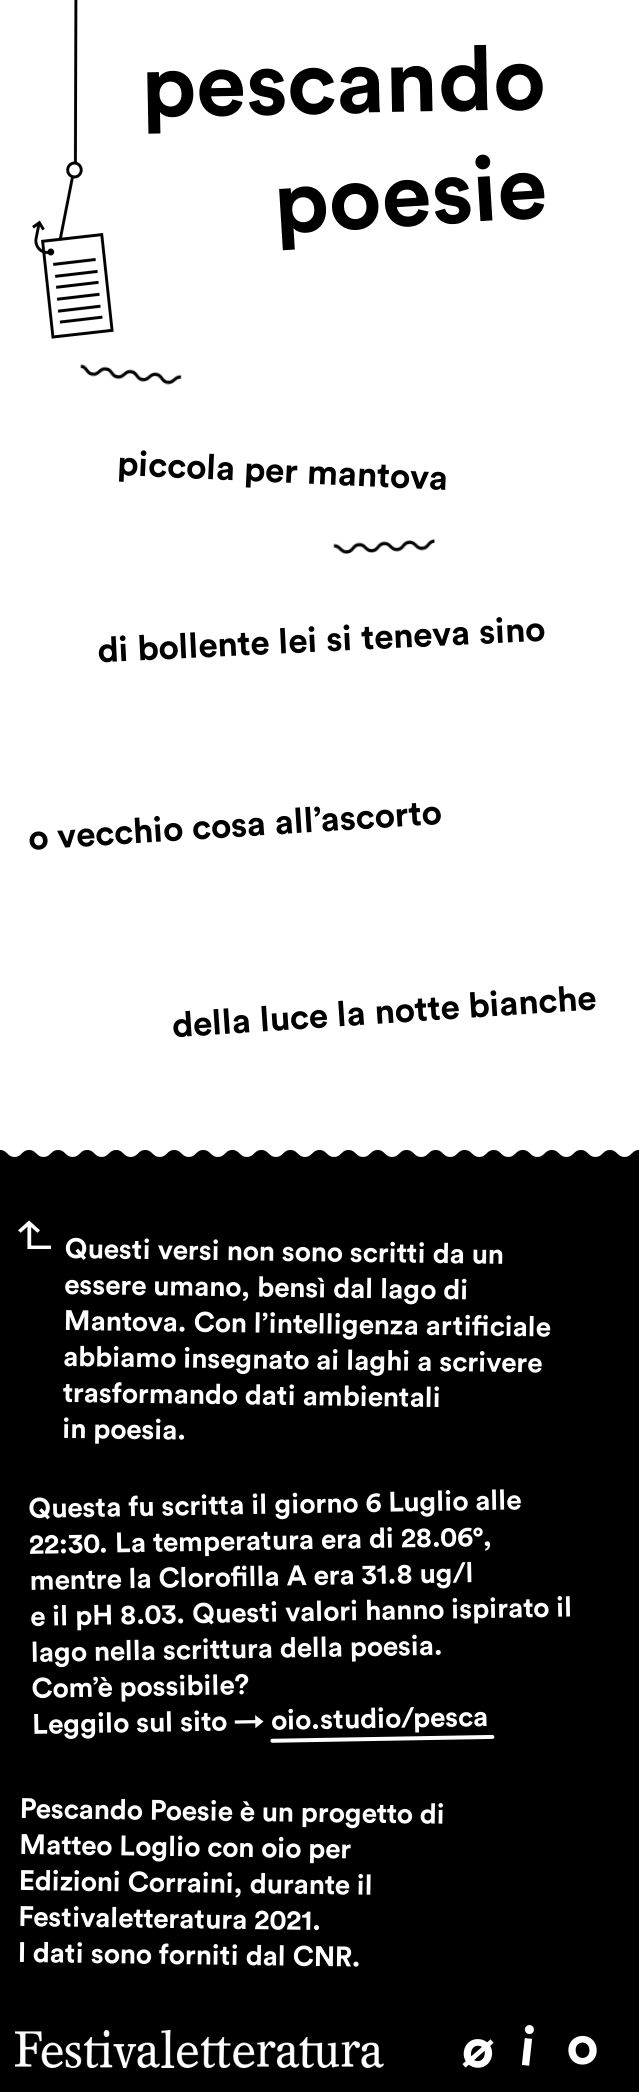 pescando
poesie
piccola per mantova
di bollente lei si teneva sino
o vecchio cosa all’ascorto
della luce la notte bianche
Questi versi non sono scritti da un
essere umano, bensì dal lago di
Mantova. Con l’intelligenza artificiale
abbiamo insegnato ai laghi a scrivere
trasformando dati ambientali
in poesia.
Questa fu scritta il giorno 6 Luglio alle
22:30. La temperatura era di 28.06°,
mentre la Clorofilla A era 31.8 ug/l
e il pH 8.03. Questi valori hanno ispirato il
lago nella scrittura della poesia.
Com’è possibile?
Leggilo sul sito → oio.studio/pesca
Pescando Poesie è un progetto di
Matteo Loglio con oio per
Edizioni Corraini, durante il
Festivaletteratura 2021.
I dati sono forniti dal CNR.
Festivaletteratura ø i o